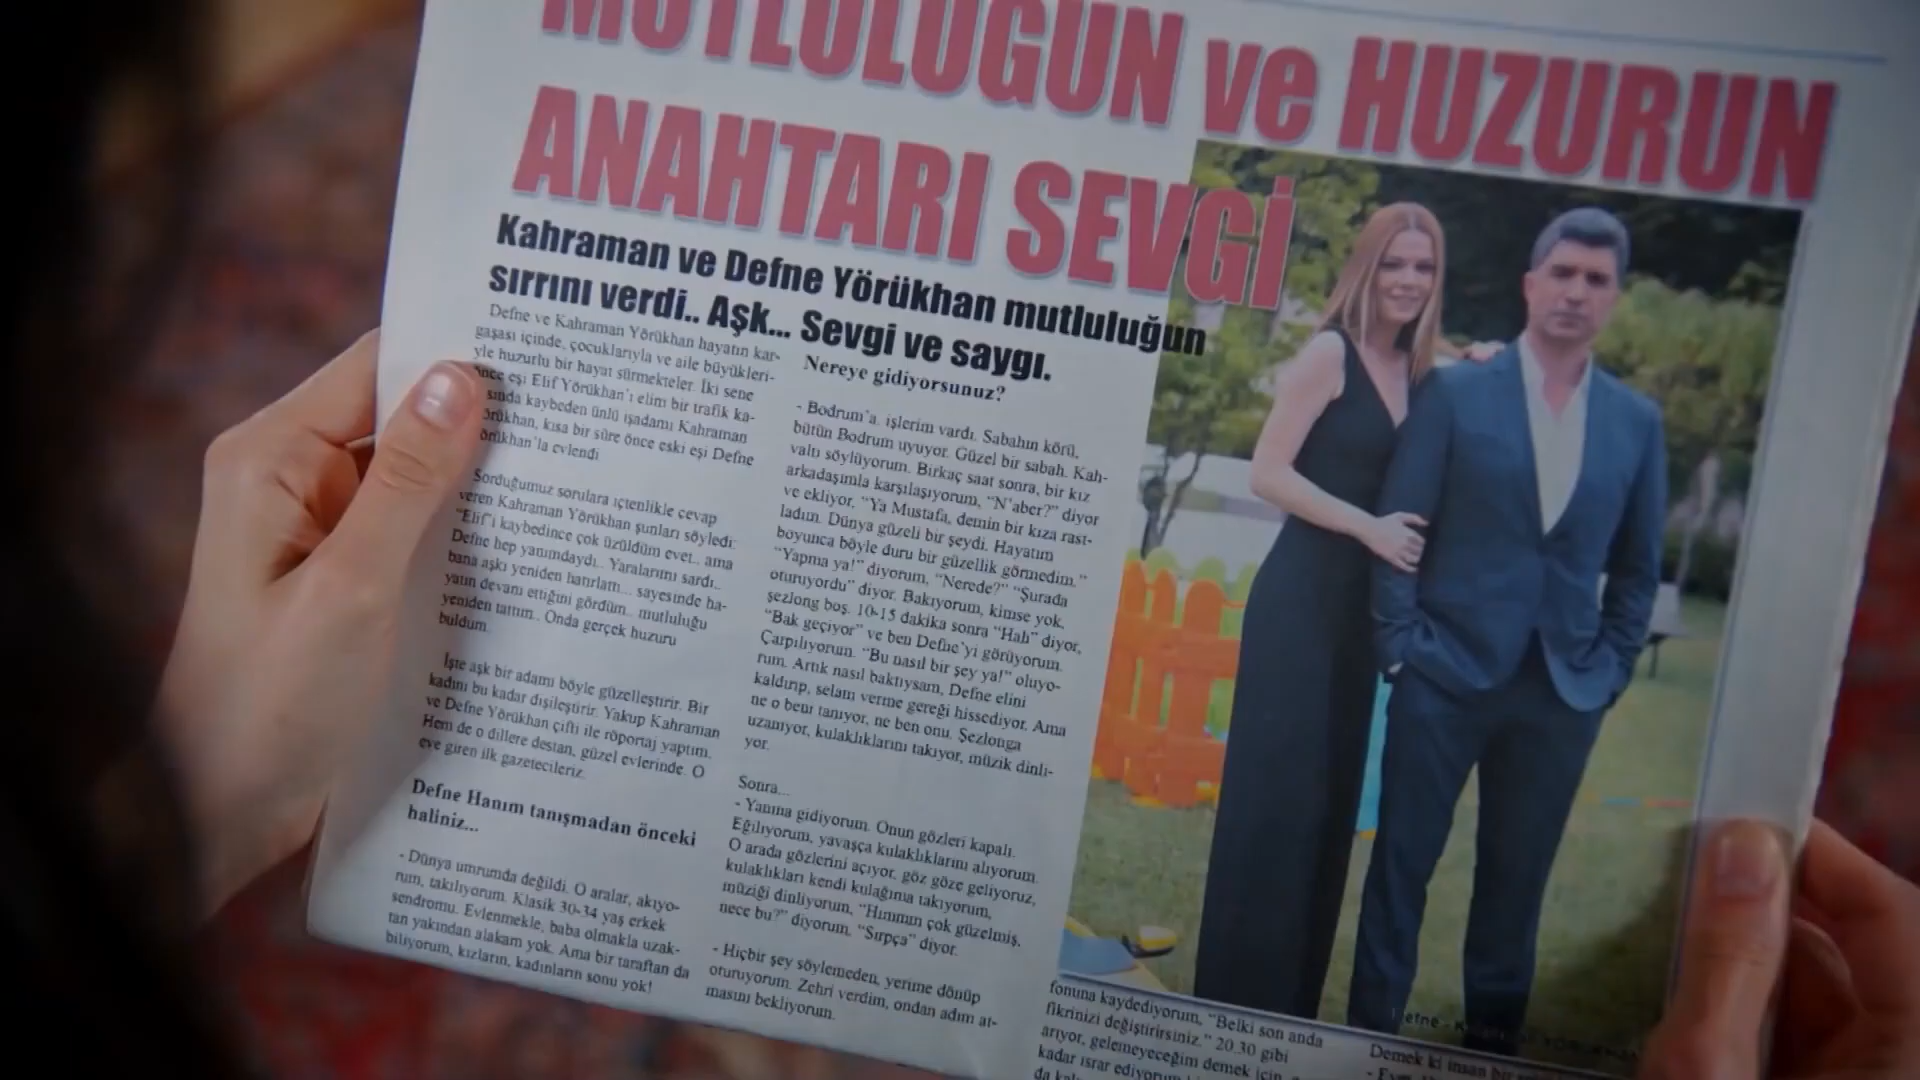 MUTLULUĞUN ve HUZURUN
ANAHTARI SEVGİ
Kahraman ve Defne Yörükhan mutluluğun
sırrını verdi.. Aşk... Sevgi ve saygı.
Defne ve Kahraman Yörükhan hayatın kar-
gaşası içinde, çocuklarıyla ve aile büyükleri-
yle huzurlu bir hayat sürmekteler. İki sene
önce eşi Elif Yörükhan'ı elim bir trafik ka-
sında kaybeden ünlü işadamı Kahraman
Yörükhan, kısa bir süre önce eski eşi Defne
Yörükhan'la evlendi
Sorduğumuz sorulara içtenlikle cevap
veren Kahraman Yörükhan şunları söyledi:
"Elif'i kaybedince çok üzüldüm evet.. ama
Defne hep yanımdaydı.. Yaralarımı sardı..
bana aşkı yeniden hatırlattı... sayesinde ha-
yatın devam ettiğini gördüm.. mutluluğu
yeniden tattım.. Onda gerçek huzuru
buldum.
İşte aşk bir adamı böyle güzelleştirir. Bir
kadını bu kadar dişileştirir. Yakup Kahraman
ve Defne Yörükhan çifti ile röportaj yaptım.
Hem de o dillere destan, güzel evlerinde. O
eve giren ilk gazetecileriz.
Defne Hanım tanışmadan önceki
haliniz...
- Dünya umrumda değildi. O aralar, akıyo-
rum, takılıyorum. Klasik 30-34 yaş erkek
sendromu. Evlenmekle, baba olmakla uzak-
tan yakından alakam yok. Ama bir taraftan da
biliyorum, kızların, kadınların sonu yok!
Nereye gidiyorsunuz?
- Bodrum'a. işlerim vardı. Sabahın körü,
bütün Bodrum uyuyor. Güzel bir sabah. Kah-
valtı söylüyorum. Birkaç saat sonra, bir kız
arkadaşımla karşılaşıyorum, "N'aber?" diyor
ve ekliyor, "Ya Mustafa, demin bir kıza rast-
ladım. Dünya güzeli bir şeydi. Hayatım
boyunca böyle duru bir güzellik görmedim."
"Yapma ya!" diyorum, "Nerede?" "Şurada
oturuyordu" diyor. Bakıyorum, kimse yok,
şezlong boş. 10-15 dakika sonra "Hah" diyor,
"Bak geçiyor" ve ben Defne'yi görüyorum.
Çarpılıyorum. "Bu nasıl bir şey ya!" oluyo-
rum. Artık nasıl baktıysam, Defne elini
kaldırıp, selam verme gereği hissediyor. Ama
ne o beni tanıyor, ne ben onu. Şezlonga
uzanıyor, kulaklıklarını takıyor, müzik dinli-
yor.
Sonra...
- Yanına gidiyorum. Onun gözleri kapalı.
Eğiliyorum, yavaşça kulaklıklarını alıyorum.
O arada gözlerini açıyor, göz göze geliyoruz,
kulaklıkları kendi kulağıma takıyorum,
müziği dinliyorum, "Hımmm çok güzelmiş,
nece bu?" diyorum, "Sırpça" diyor.
- Hiçbir şey söylemeden, yerime dönüp
oturuyorum. Zehri verdim, ondan adım at-
masını bekliyorum.
fonuna kaydediyorum, "Belki son anda
fikrinizi değiştirirsiniz." 20.30 gibi
arıyor, gelemeyeceğim demek için,
kadar ısrar ediyorum
Demek ki insan bir